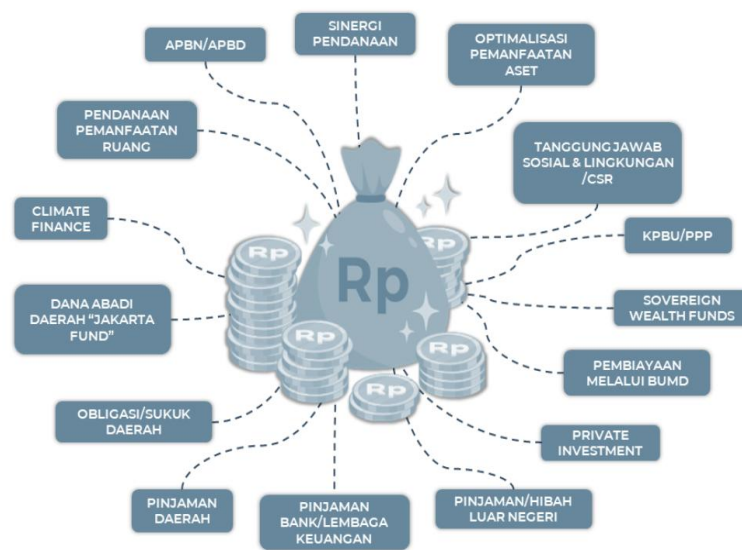 SINERGI
PENDANAAN
APBN/APBD
OPTIMALISASI
PEMANFAATAN
ASET
PENDANAAN
PEMANFAATAN
RUANG
TANGGUNG JAWAB
SOSIAL & LINGKUNGAN
/CSR
CLIMATE
FINANCE
KPBU/PPP
DANA ABADI
DAERAH "JAKARTA
FUND"
SOVEREIGN
WEALTH FUNDS
PEMBIAYAAN
MELALUI BUMD
OBLIGASI/SUKUK
DAERAH
PRIVATE
INVESTMENT
PINJAMAN
DAERAH
PINJAMAN
BANK/LEMBAGA
KEUANGAN
PINJAMAN/HIBAH
LUAR NEGERI
Rp
Rp
Rp
Rp
Rp
Rp